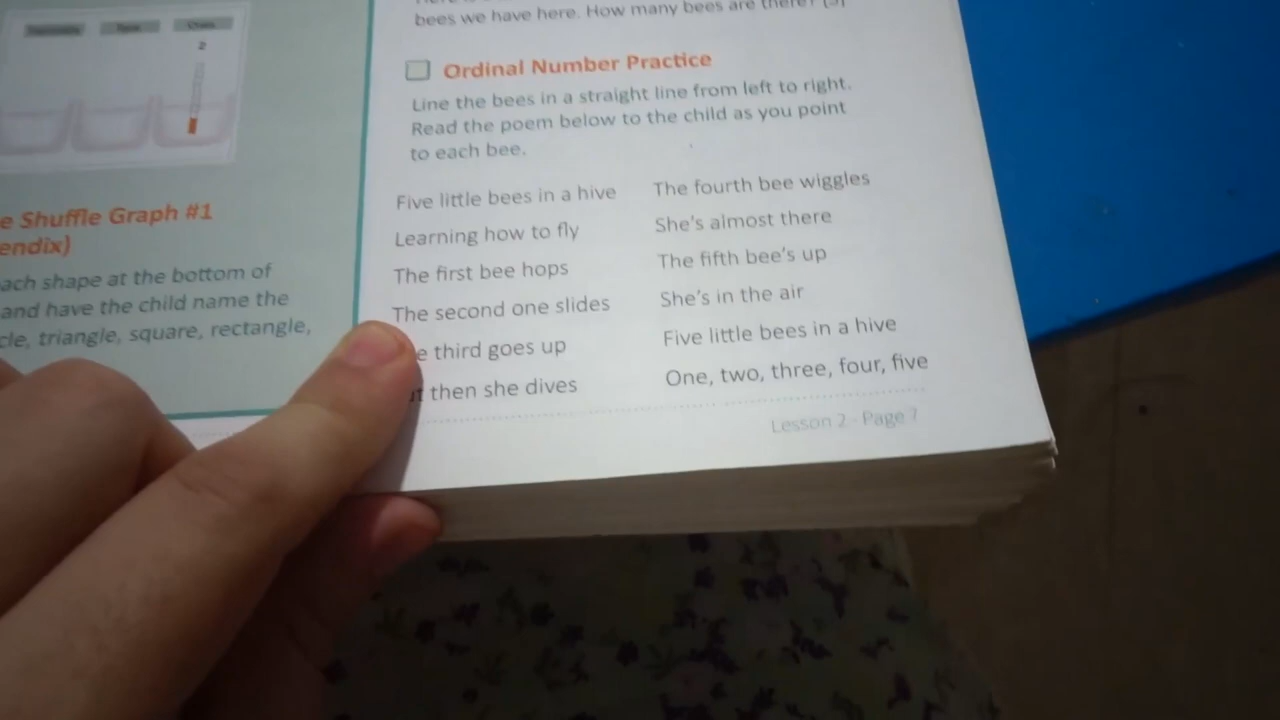 e Shuffle Graph #1
endix)
ach shape at the bottom of
and have the child name the
cle, triangle, square, rectangle,
2
bees we have here. How many bees are there?
Ordinal Number Practice
Line the bees in a straight line from left to right.
Read the poem below to the child as you point
to each bee.
Five little bees in a hive
Learning how to fly
The first bee hops
The second one slides
e third goes up
t then she dives
The fourth bee wiggles
She's almost there
The fifth bee's up
She's in the air
Five little bees in a hive
One, two, three, four, five
Lesson 2 - Page 7